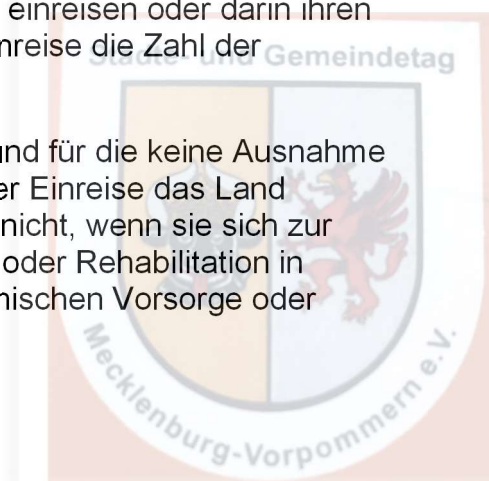 einreisen oder darin ihren
nreise die Zahl der
Städte- und Gemeindetag
und für die keine Ausnahme
er Einreise das Land
nicht, wenn sie sich zur
oder Rehabilitation in
nischen Vorsorge oder
Mecklenburg-Vorpommern e.V.